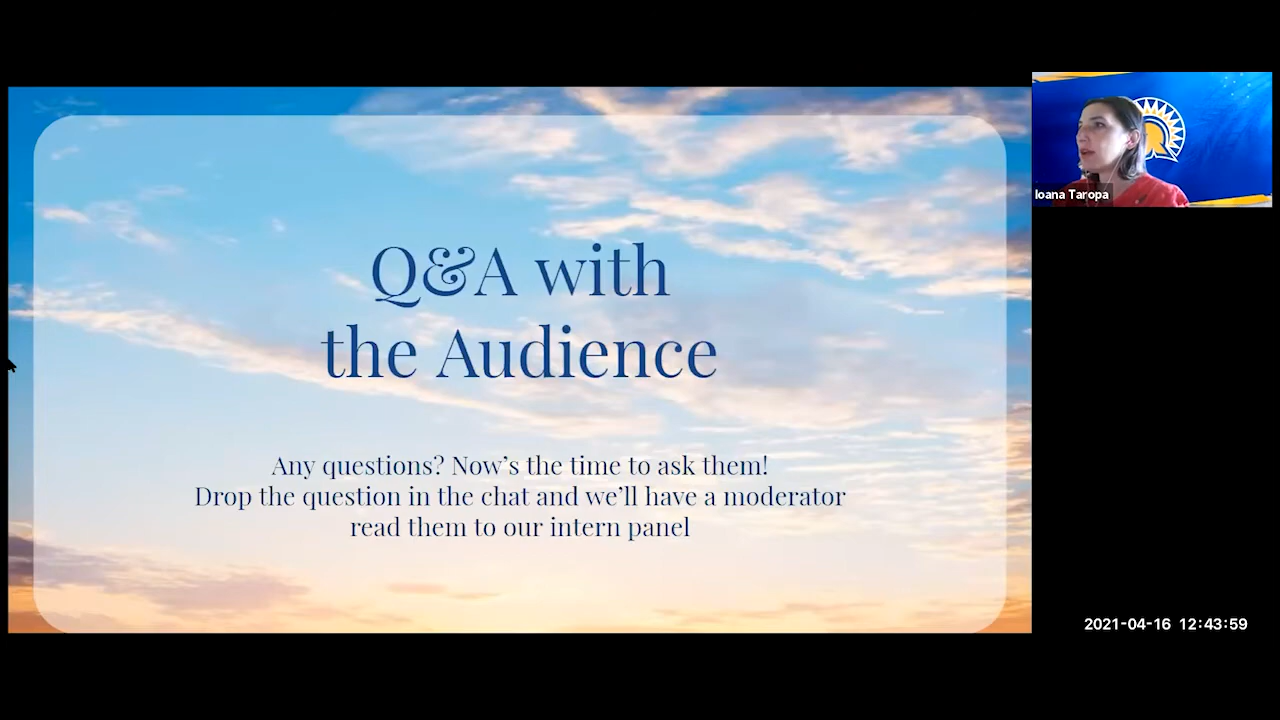 Q&A with
the Audience
Any questions? Now's the time to ask them!
Drop the question in the chat and we'll have a moderator
read them to our intern panel
Ioana Taropa
2021-04-16 12:43:59